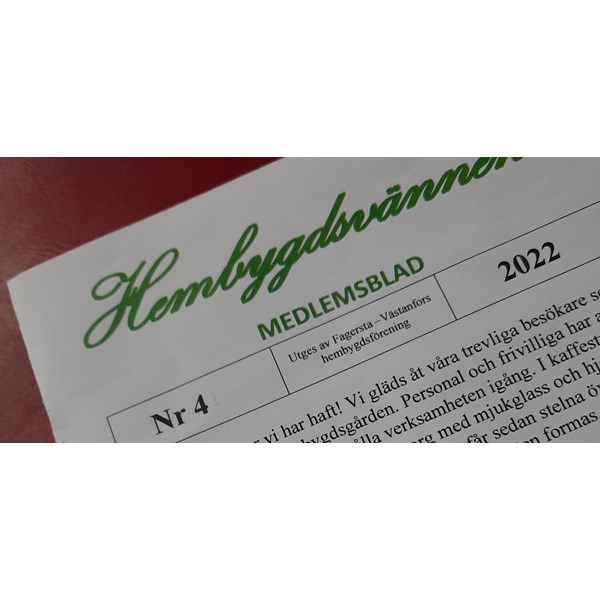 Hembygdsvännen
MEDLEMSBLAD
Nr 4
Utges av Fagersta –Västanfors
hembygdsförening
2022
vi har haft! Vi gläds åt våra trevliga besökare
bygdsgården. Personal och frivilliga har
verksamheten igång. I kaffest
med mjukglass och
får sedan stelna
formas